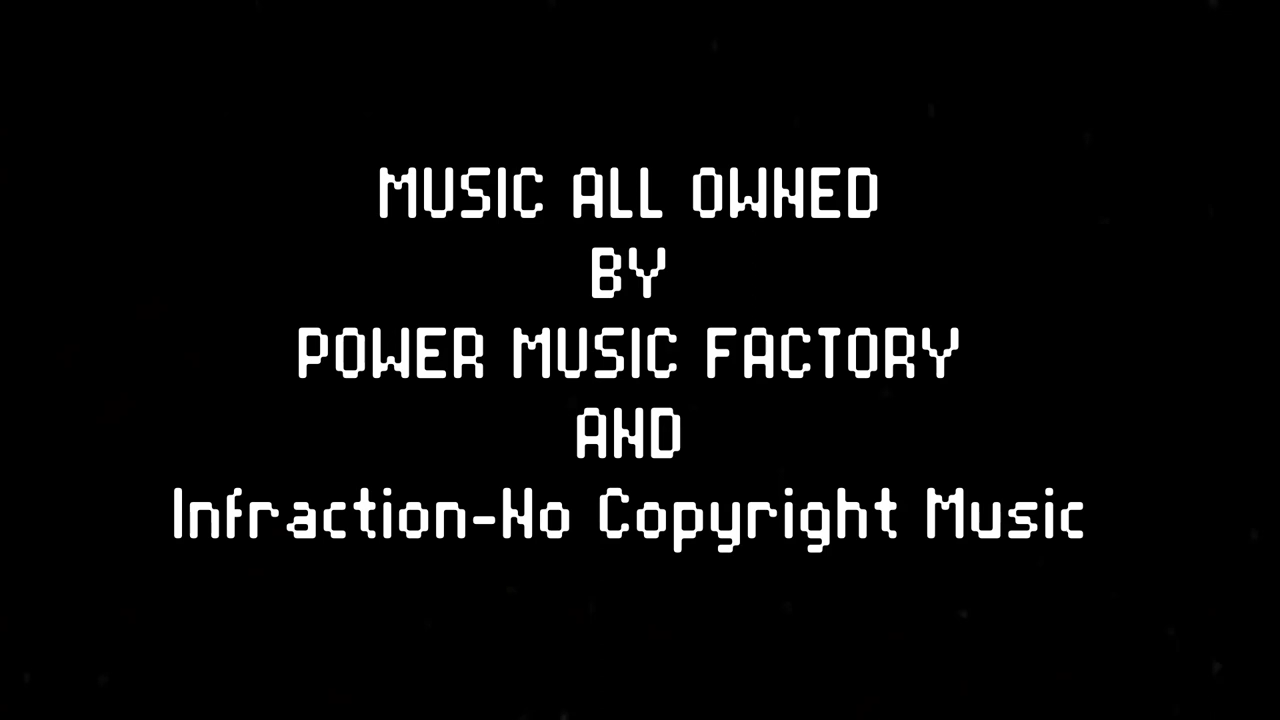 MUSIC ALL OWNED
BY
POWER MUSIC FACTORY
AND
Infraction-No Copyright Music